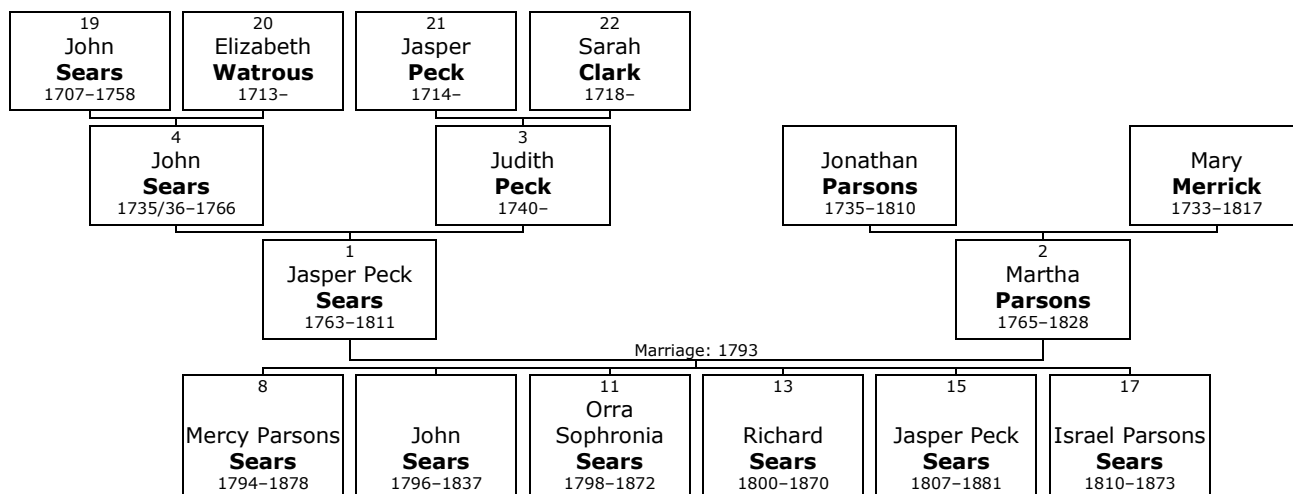 19
John
Sears
1707–1758
20
Elizabeth
Watrous
1713–
21
Jasper
Peck
1714–
22
Sarah
Clark
1718–
4
John
Sears
1735/36–1766
3
Judith
Peck
1740–
Jonathan
Parsons
1735–1810
Mary
Merrick
1733–1817
1
Jasper Peck
Sears
1763–1811
2
Martha
Parsons
1765–1828
Marriage: 1793
8
Mercy Parsons
Sears
1794–1878
John
Sears
1796–1837
11
Orra
Sophronia
Sears
1798–1872
13
Richard
Sears
1800–1870
15
Jasper Peck
Sears
1807–1881
17
Israel Parsons
Sears
1810–1873